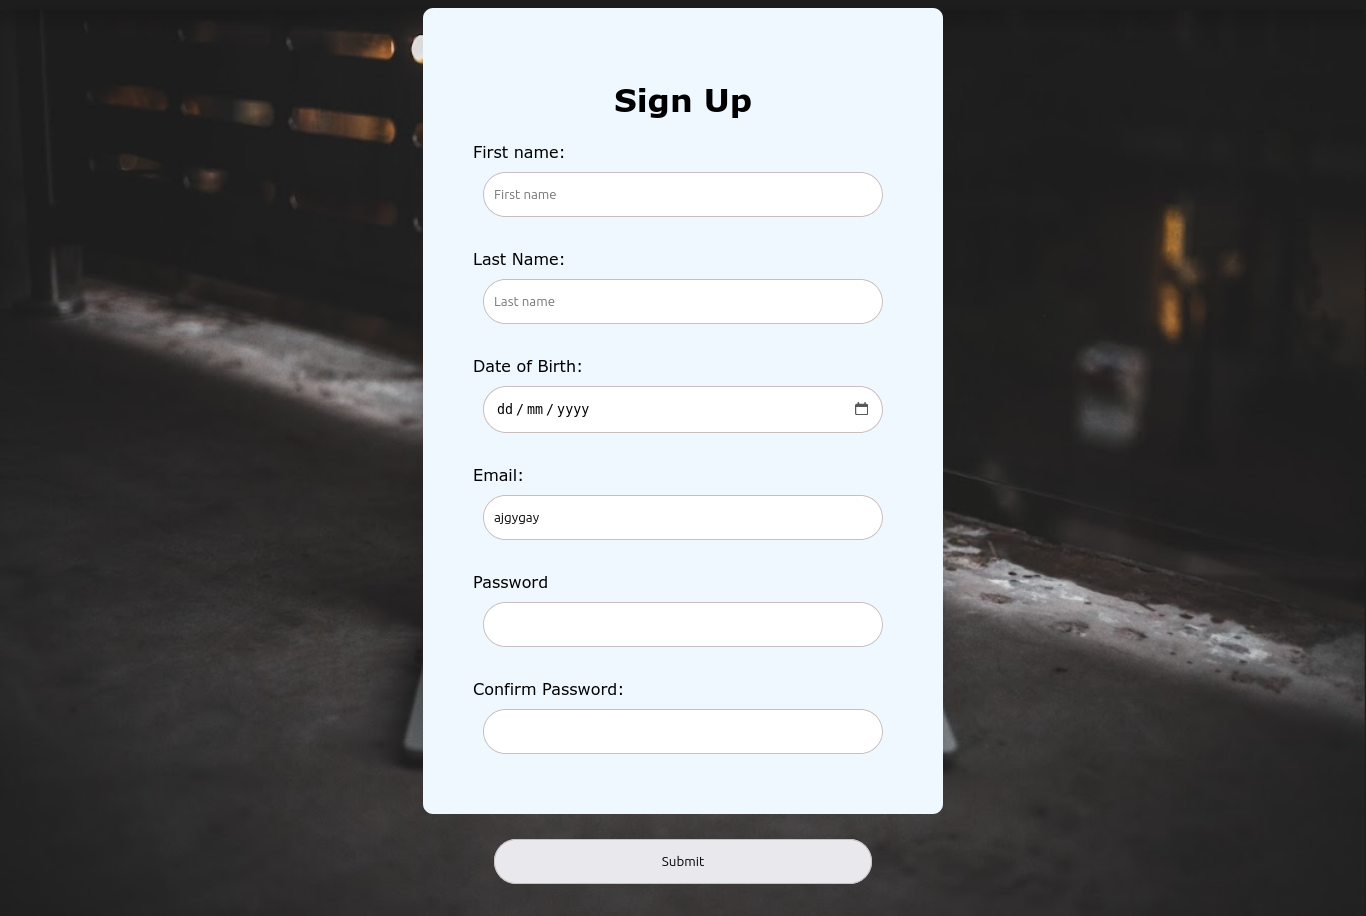 Sign Up
First name:
First name
Last Name:
Last name
Date of Birth:
dd/mm/yyyy
Email:
ajgygay
Password
Confirm Password:
Submit